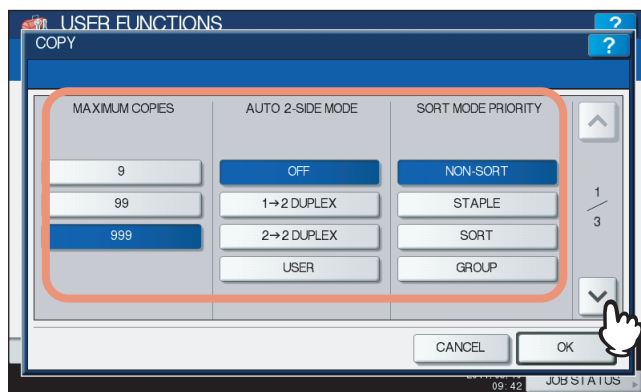 USER FUNCTIONS
?
COPY
?
MAXIMUM COPIES AUTO 2-SIDE MODE SORT MODE PRIORITY
9 OFF NON-SORT
99 1→2 DUPLEX STAPLE
999 2→2 DUPLEX SORT
USER GROUP
1
3
CANCEL OK
09:42 JOB STATUS